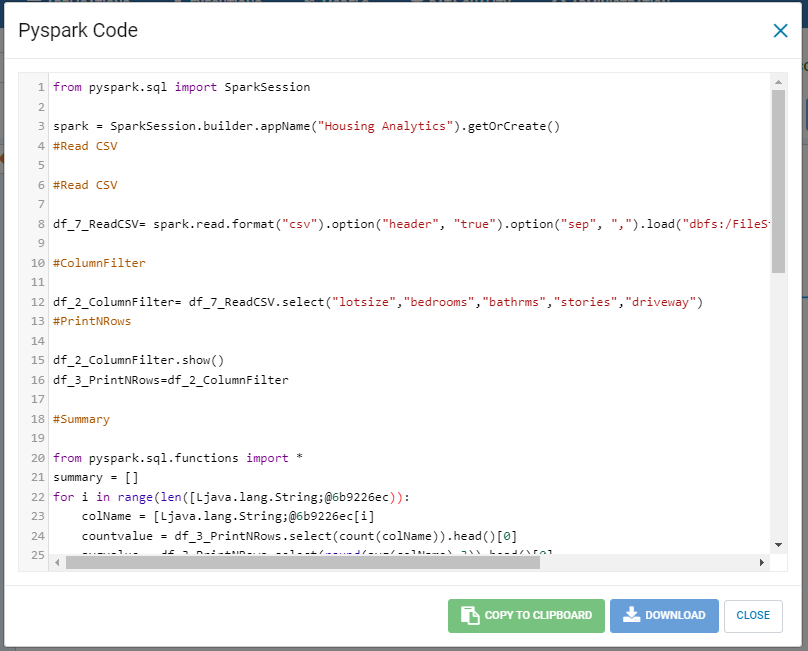 Pyspark Code
1 from pyspark.sql import SparkSession
2
3 spark = SparkSession.builder.appName("Housing Analytics").getOrCreate()
4 #Read CSV
5
6 #Read CSV
7
8 df_7_ReadCSV= spark.read.format("csv").option("header", "true").option("sep", ",").load("dbfs:/FileS
9
10 #ColumnFilter
11
12 df_2_ColumnFilter= df_7_ReadCSV.select("lotsize","bedrooms","bathrms","stories","driveway")
13 #PrintNRows
14
15 df_2_ColumnFilter.show()
16 df_3_PrintNRows=df_2_ColumnFilter
17
18 #Summary
19
20 from pyspark.sql.functions import *
21 summary = []
22 for i in range(len([Ljava.lang.String;@6b9226ec)):
23 colName = [Ljava.lang.String;@6b9226ec[i]
24 countvalue = df_3_PrintNRows.select(count(colName)).head()[0]
25
COPY TO CLIPBOARD
DOWNLOAD
CLOSE